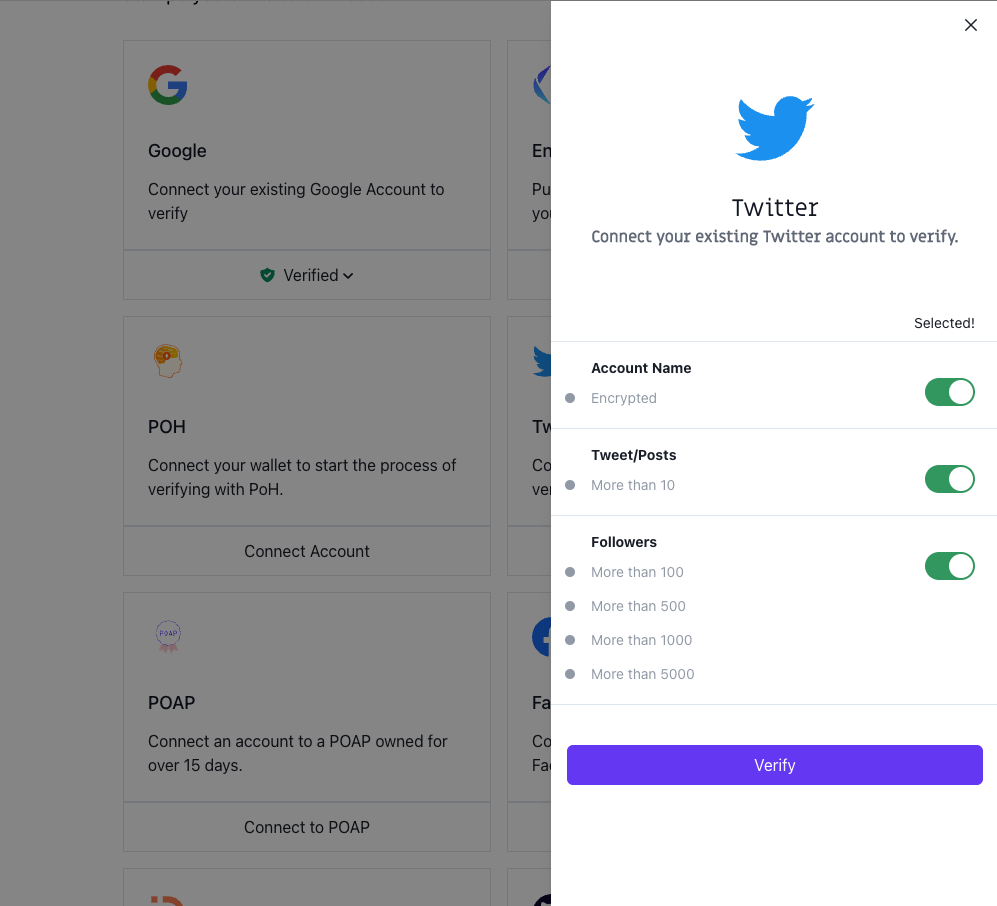 Google
Connect your existing Google Account to
verify
Verified
En
Pu
yo
POH
Connect your wallet to start the process of
verifying with PoH.
Connect Account
Tw
Co
ver
POAP
POAP
Connect an account to a POAP owned for
over 15 days.
Connect to POAP
Fa
Co
Fac
Twitter
Connect your existing Twitter account to verify.
Selected!
Account Name
Encrypted
Tweet/Posts
More than 10
Followers
More than 100
More than 500
More than 1000
More than 5000
Verify